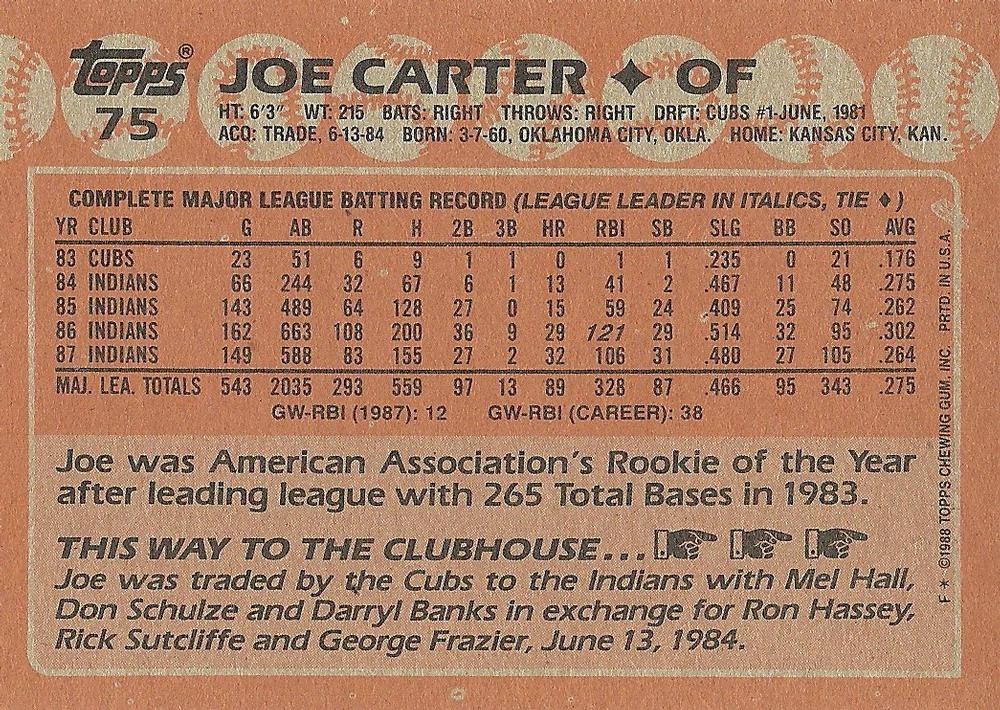 topps®
75
JOE CARTER ✦ OF
HT: 6'3" WT: 215 BATS: RIGHT THROWS: RIGHT DRFT: CUBS #1-JUNE, 1981
ACQ: TRADE, 6-13-84 BORN: 3-7-60, OKLAHOMA CITY, OKLA. HOME: KANSAS CITY, KAN.
COMPLETE MAJOR LEAGUE BATTING RECORD (LEAGUE LEADER IN ITALICS, TIE ♦)
YR CLUB G AB R H 2B 3B HR RBI SB SLG BB SO AVG
83 CUBS 23 51 6 9 1 1 0 1 1 .235 0 21 .176
84 INDIANS 66 244 32 67 6 1 13 41 2 .467 11 48 .275
85 INDIANS 143 489 64 128 27 0 15 59 24 .409 25 74 .262
86 INDIANS 162 663 108 200 36 9 29 121 29 .514 32 95 .302
87 INDIANS 149 588 83 155 27 2 32 106 31 .480 27 105 .264
MAJ. LEA. TOTALS 543 2035 293 559 97 13 89 328 87 .466 95 343 .275
GW-RBI (1987): 12 GW-RBI (CAREER): 38
Joe was American Association's Rookie of the Year
after leading league with 265 Total Bases in 1983.
THIS WAY TO THE CLUBHOUSE...
Joe was traded by the Cubs to the Indians with Mel Hall,
Don Schulze and Darryl Banks in exchange for Ron Hassey,
Rick Sutcliffe and George Frazier, June 13, 1984.
F * ©1988 TOPPS CHEWING GUM, INC. PRTD. IN U.S.A.